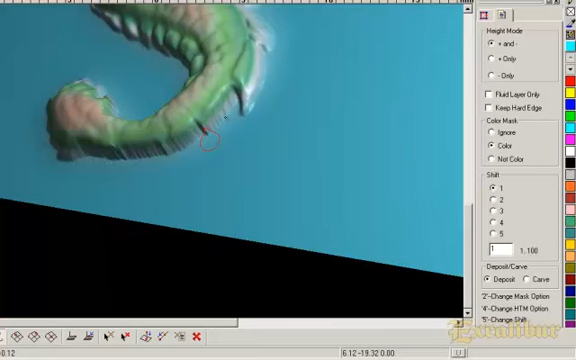 Height Mode
+ and -
+ Only
- Only
Fluid Layer Only
Keep Hard Edge
Color Mask
Ignore
Color
Not Color
Shift
1
2
3
4
5
1
1..100
Deposit/Carve
Deposit
Carve
'2'-Change Mask Option
'4'-Change HTM Option
'5'-Change Shift
Excalibur
0.12
6.12 -19.32 0.00